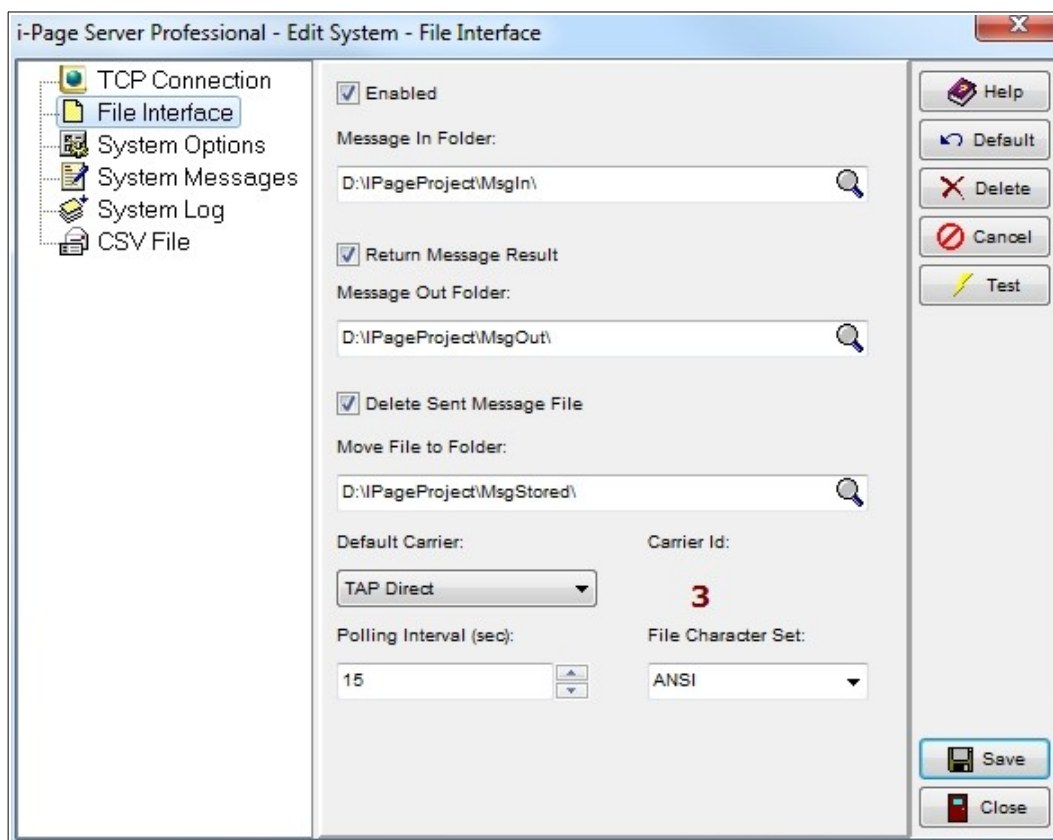 i-Page Server Professional - Edit System - File Interface
X
TCP Connection
File Interface
System Options
System Messages
System Log
CSV File
Enabled
Message In Folder:
D:\IPageProject\MsgIn\
Return Message Result
Message Out Folder:
D:\IPageProject\MsgOut\
Delete Sent Message File
Move File to Folder:
D:\IPageProject\MsgStored\
Default Carrier: Carrier Id:
TAP Direct 3
Polling Interval (sec): File Character Set:
15 ANSI
Help
Default
Delete
Cancel
Test
Save
Close